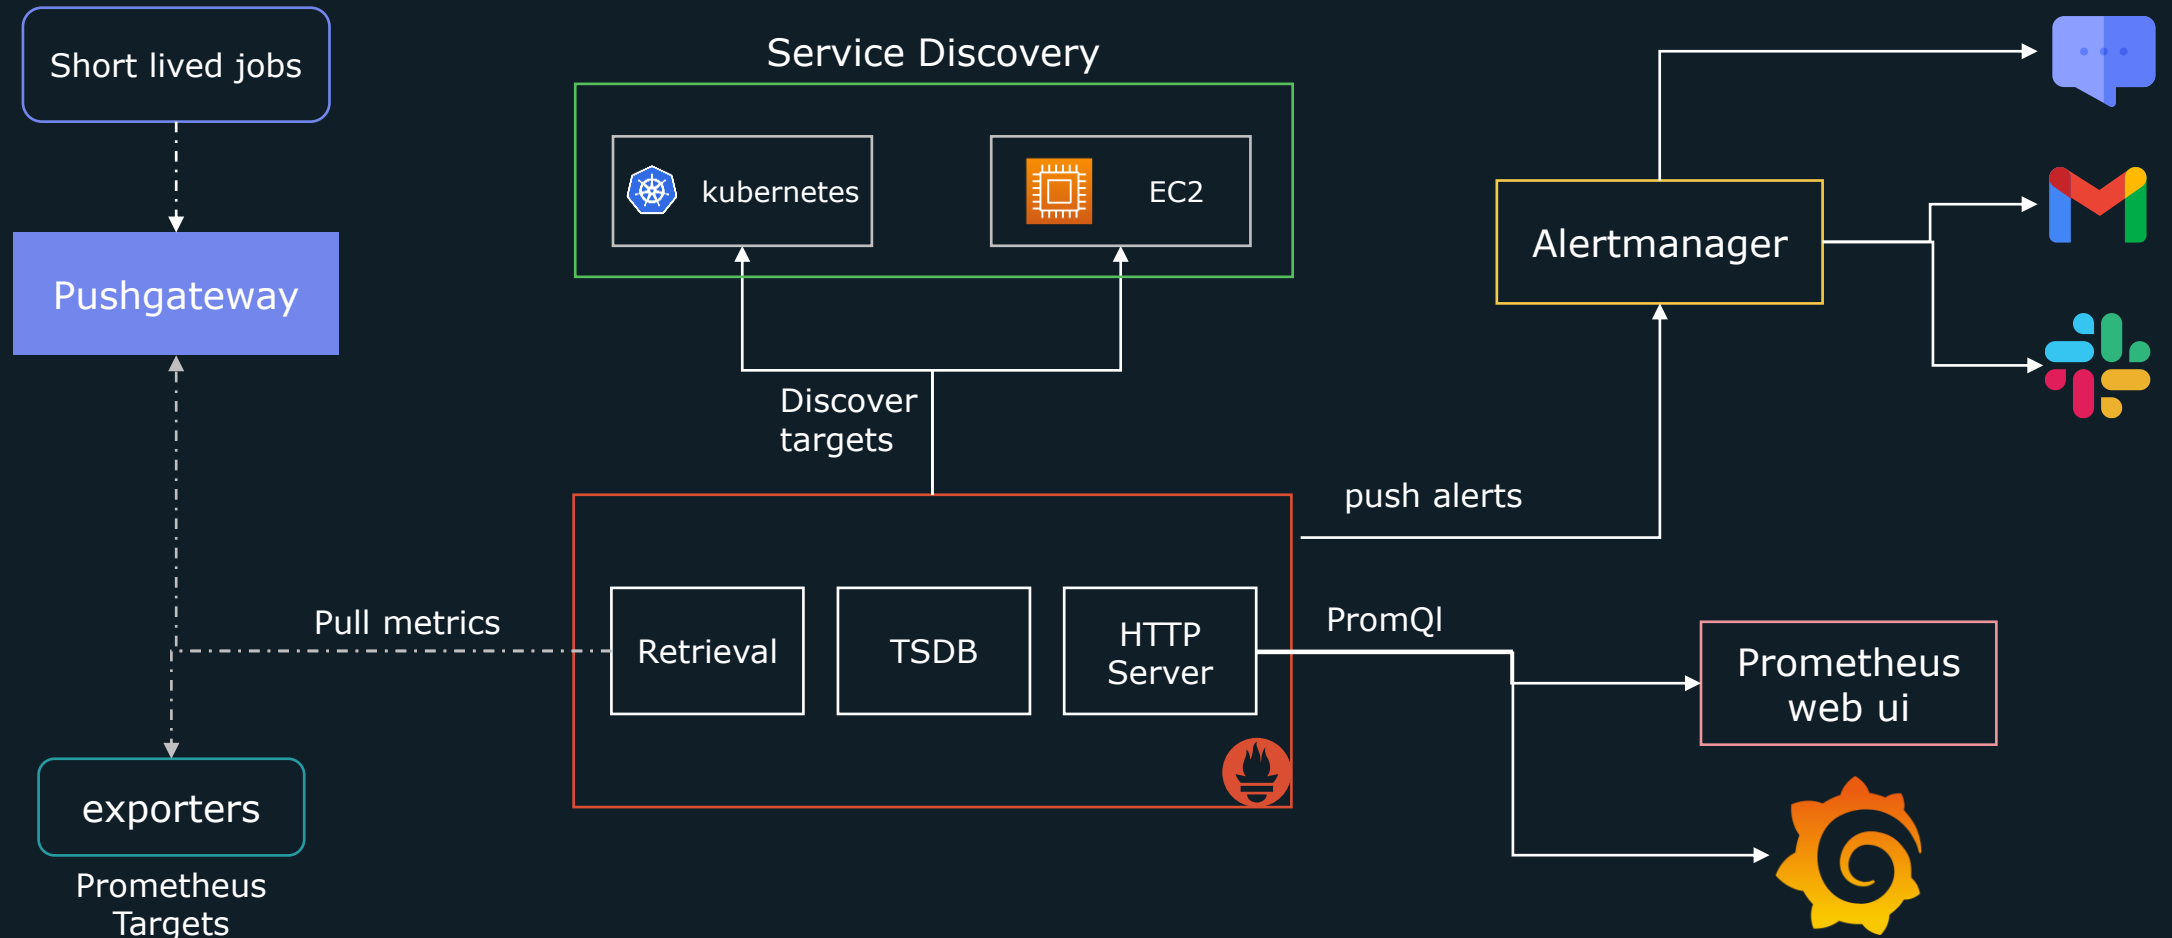 Short lived jobs
Service Discovery
kubernetes
EC2
Alertmanager
Pushgateway
Discover
targets
push alerts
Pull metrics
Retrieval
TSDB
HTTP
Server
PromQl
Prometheus
web ui
exporters
Prometheus
Targets